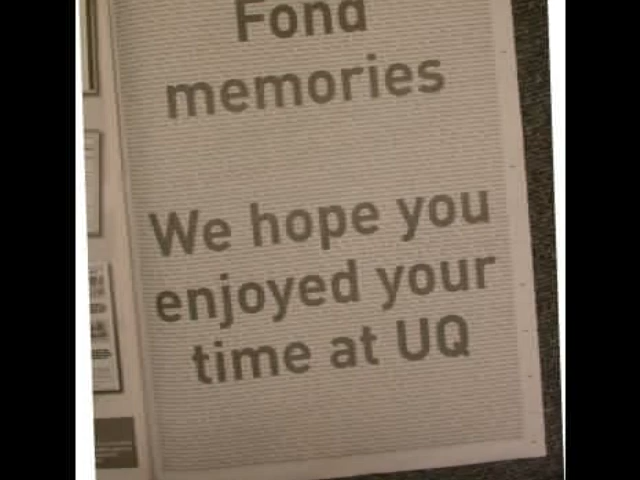 Fond
memories
We hope you
enjoyed your
time at UQ